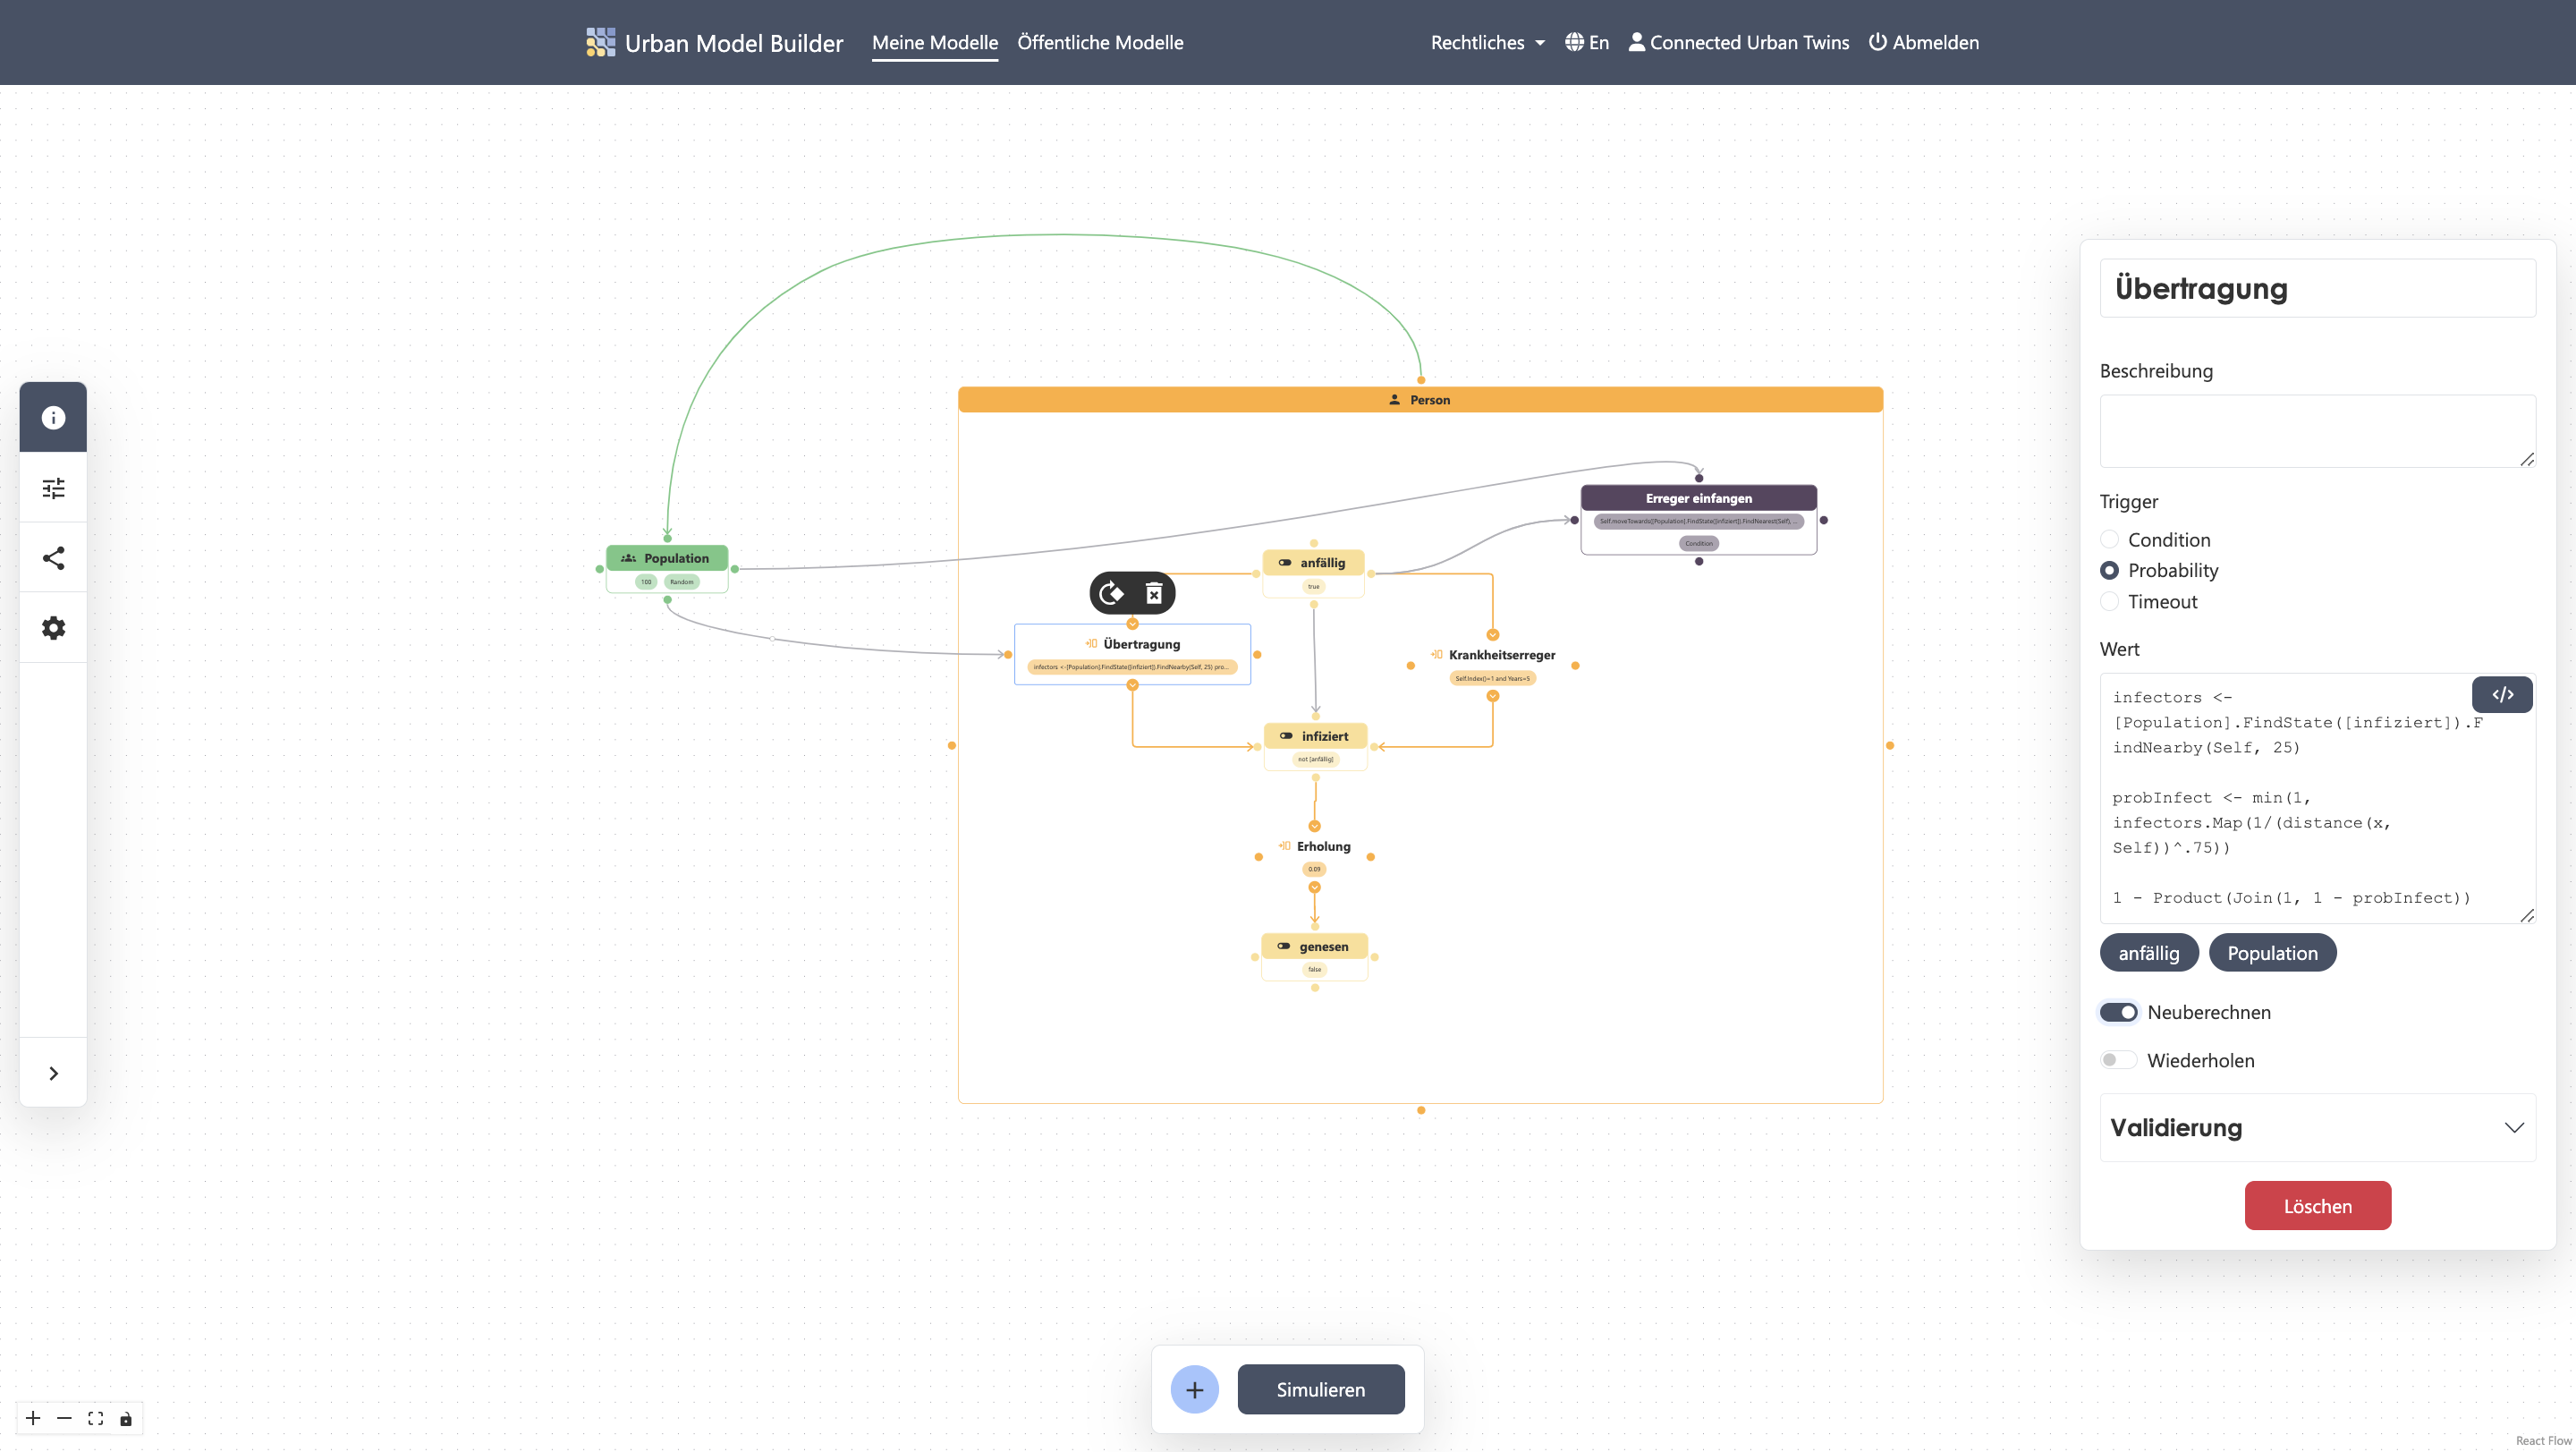 Urban Model Builder
Meine Modelle
Öffentliche Modelle
Rechtliches
En
Connected Urban Twins
Abmelden
Person
Erreger einfangen
Self.moveTowards([Population].FindState([infiziert]).FindNearest(Self), ...
Condition
Population
100
Random
anfällig
true
Übertragung
infectors <-[Population].FindState([infiziert]).FindNearby(Self, 25) pro...
Krankheitserreger
Self.Index()=1 and Years=5
infiziert
not [anfällig]
Erholung
0.09
genesen
false
Übertragung
Beschreibung
Trigger
Condition
Probability
Timeout
Wert
infectors <-
[Population].FindState([infiziert]).F
indNearby(Self, 25)
probInfect <- min(1,
infectors.Map(1/(distance(x,
Self))^.75))
1 - Product(Join(1, 1 - probInfect))
anfällig
Population
Neuberechnen
Wiederholen
Validierung
Löschen
Simulieren
React Flow